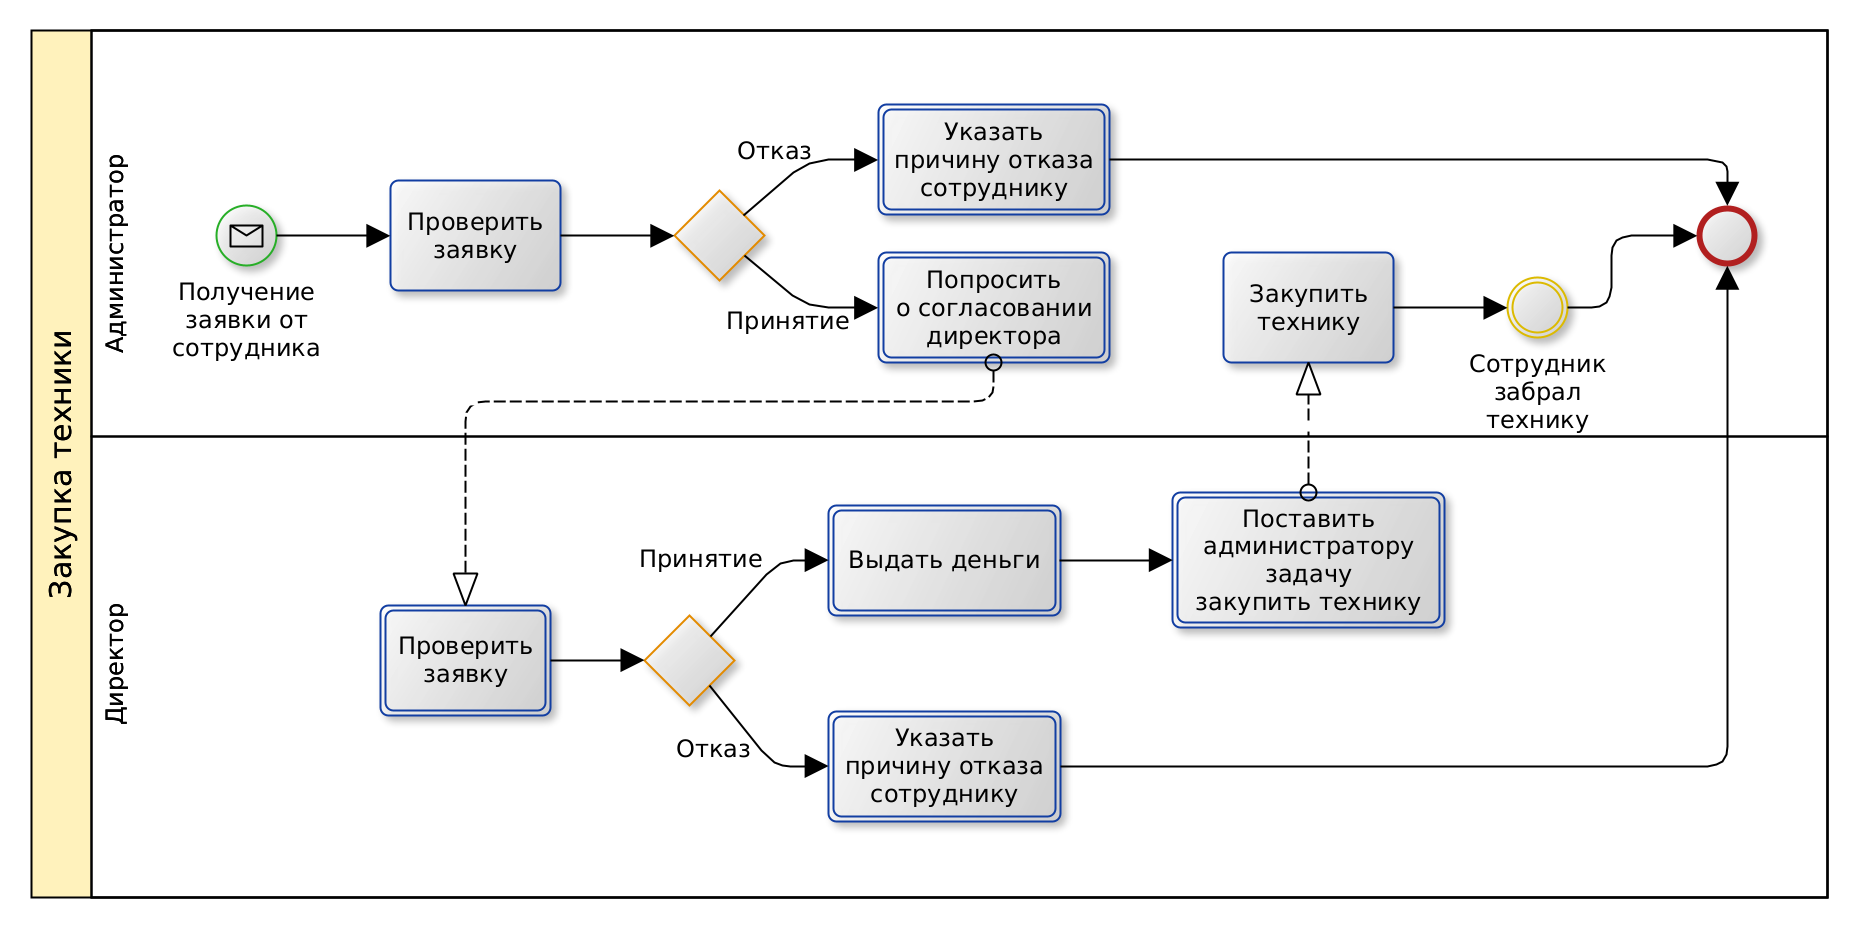 Закупка техники
Администратор
Получение
заявки от
сотрудника
Проверить
заявку
Отказ
Принятие
Указать
причину отказа
сотруднику
Попросить
о согласовании
директора
Закупить
технику
Сотрудник
забрал
технику
Директор
Проверить
заявку
Принятие
Отказ
Выдать деньги
Поставить
администратору
задачу
закупить технику
Указать
причину отказа
сотруднику